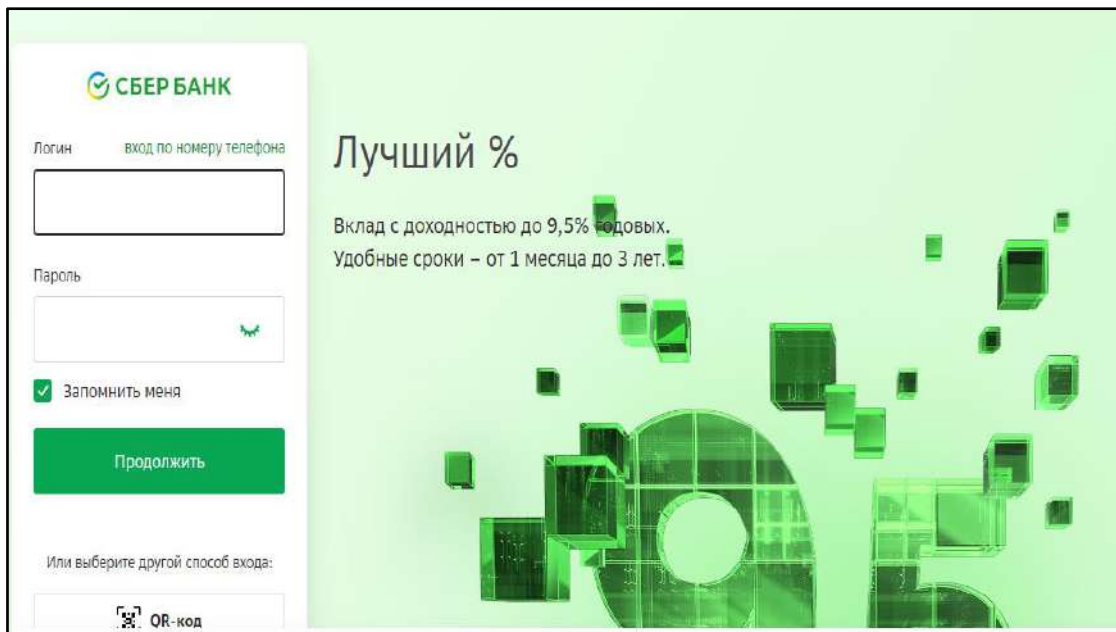 СБЕР БАНК
Логин вход по номеру телефона
Пароль
Запомнить меня
Продолжить
Или выберите другой способ входа:
QR-код
Лучший %
Вклад с доходностью до 9,5% годовых.
Удобные сроки – от 1 месяца до 3 лет.
95